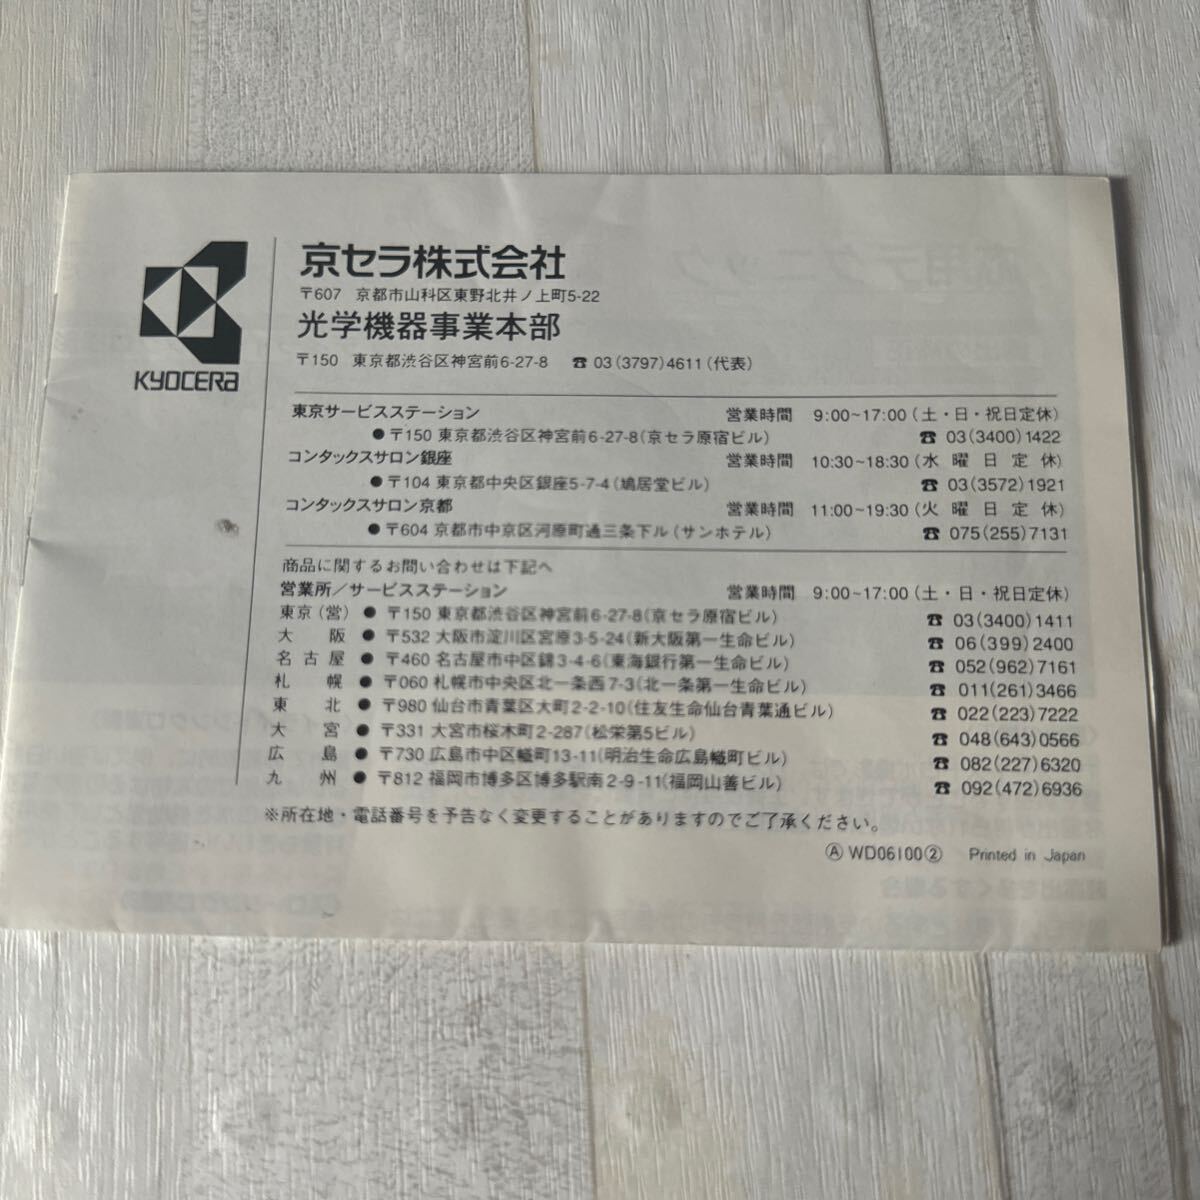 KYOCERA
京セラ株式会社
〒607 京都市山科区東野北井ノ上町5-22
光学機器事業本部
〒150 東京都渋谷区神宮前6-27-8 ☎ 03(3797)4611(代表)
東京サービスステーション 営業時間 9:00~17:00(土・日・祝日定休)
●〒150 東京都渋谷区神宮前6-27-8(京セラ原宿ビル) ☎ 03(3400)1422
コンタックスサロン銀座 営業時間 10:30~18:30(水曜日定休)
●〒104 東京都中央区銀座5-7-4(鳩居堂ビル) ☎ 03(3572)1921
コンタックスサロン京都 営業時間 11:00~19:30(火曜日定休)
●〒604 京都市中京区河原町通三条下ル(サンホテル) ☎ 075(255)7131
商品に関するお問い合わせは下記へ
営業所/サービスステーション 営業時間 9:00~17:00(土・日・祝日定休)
東京(営) ● 〒150 東京都渋谷区神宮前6-27-8(京セラ原宿ビル) ☎ 03(3400)1411
大阪 ● 〒532 大阪市淀川区宮原3-5-24(新大阪第一生命ビル) ☎ 06(399)2400
名古屋 ● 〒460 名古屋市中区錦3-4-6(東海銀行第一生命ビル) ☎ 052(962)7161
札幌 ● 〒060 札幌市中央区北一条西7-3(北一条第一生命ビル) ☎ 011(261)3466
東北 ● 〒980 仙台市青葉区大町2-2-10(住友生命仙台青葉通ビル) ☎ 022(223)7222
大宮 ● 〒331 大宮市桜木町2-287(松栄第5ビル) ☎ 048(643)0566
広島 ● 〒730 広島市中区幟町13-11(明治生命広島幟町ビル) ☎ 082(227)6320
九州 ● 〒812 福岡市博多区博多駅南2-9-11(福岡山善ビル) ☎ 092(472)6936
※所在地・電話番号を予告なく変更することがありますのでご了承ください。
Ⓐ WD06100② Printed in Japan